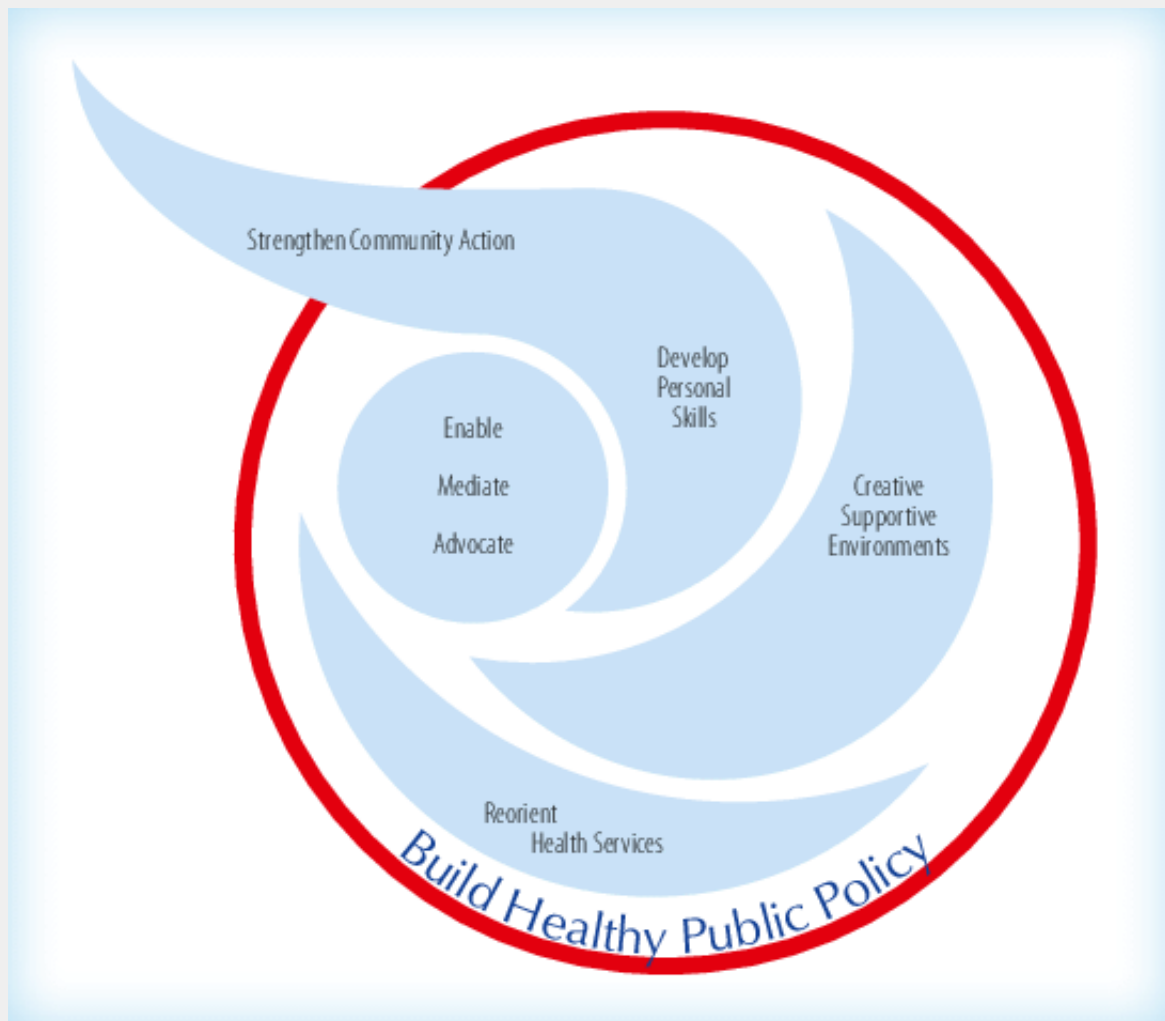 Strengthen Community Action
Develop
Personal
Skills
Enable
Mediate
Advocate
Creative
Supportive
Environments
Reorient
Health Services
Build Healthy Public Policy